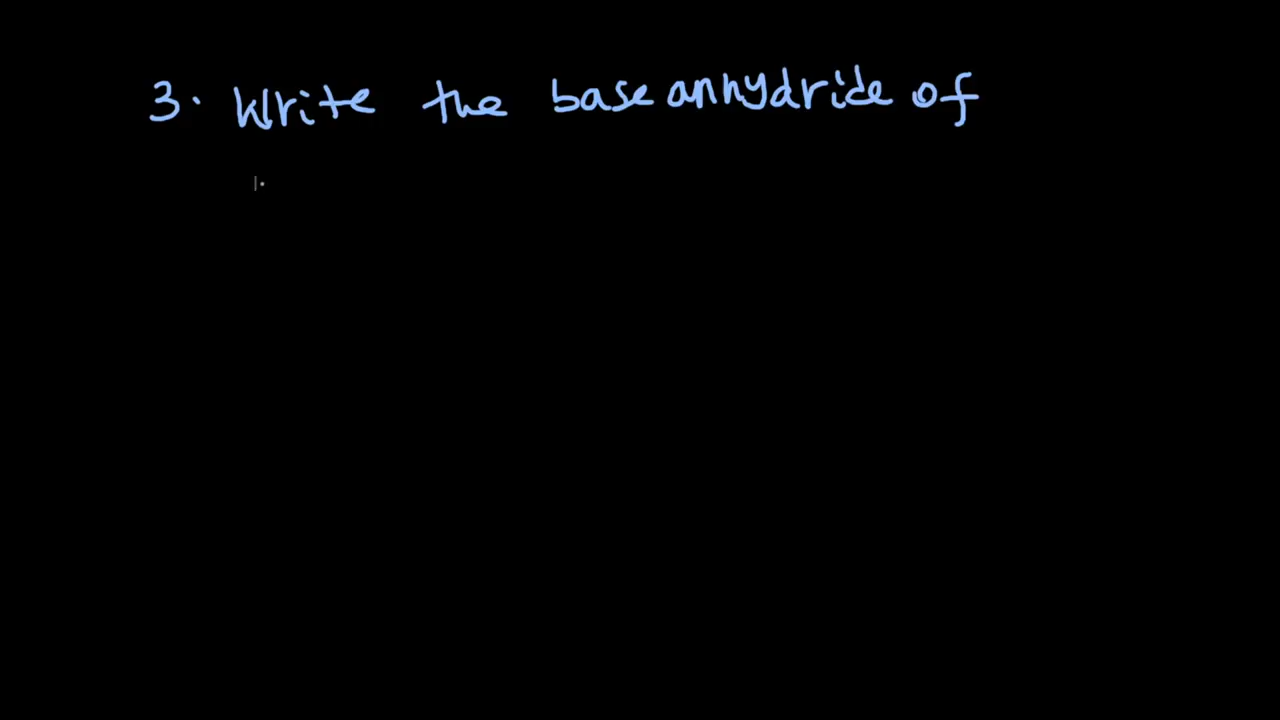 3. Write the base anhydride of